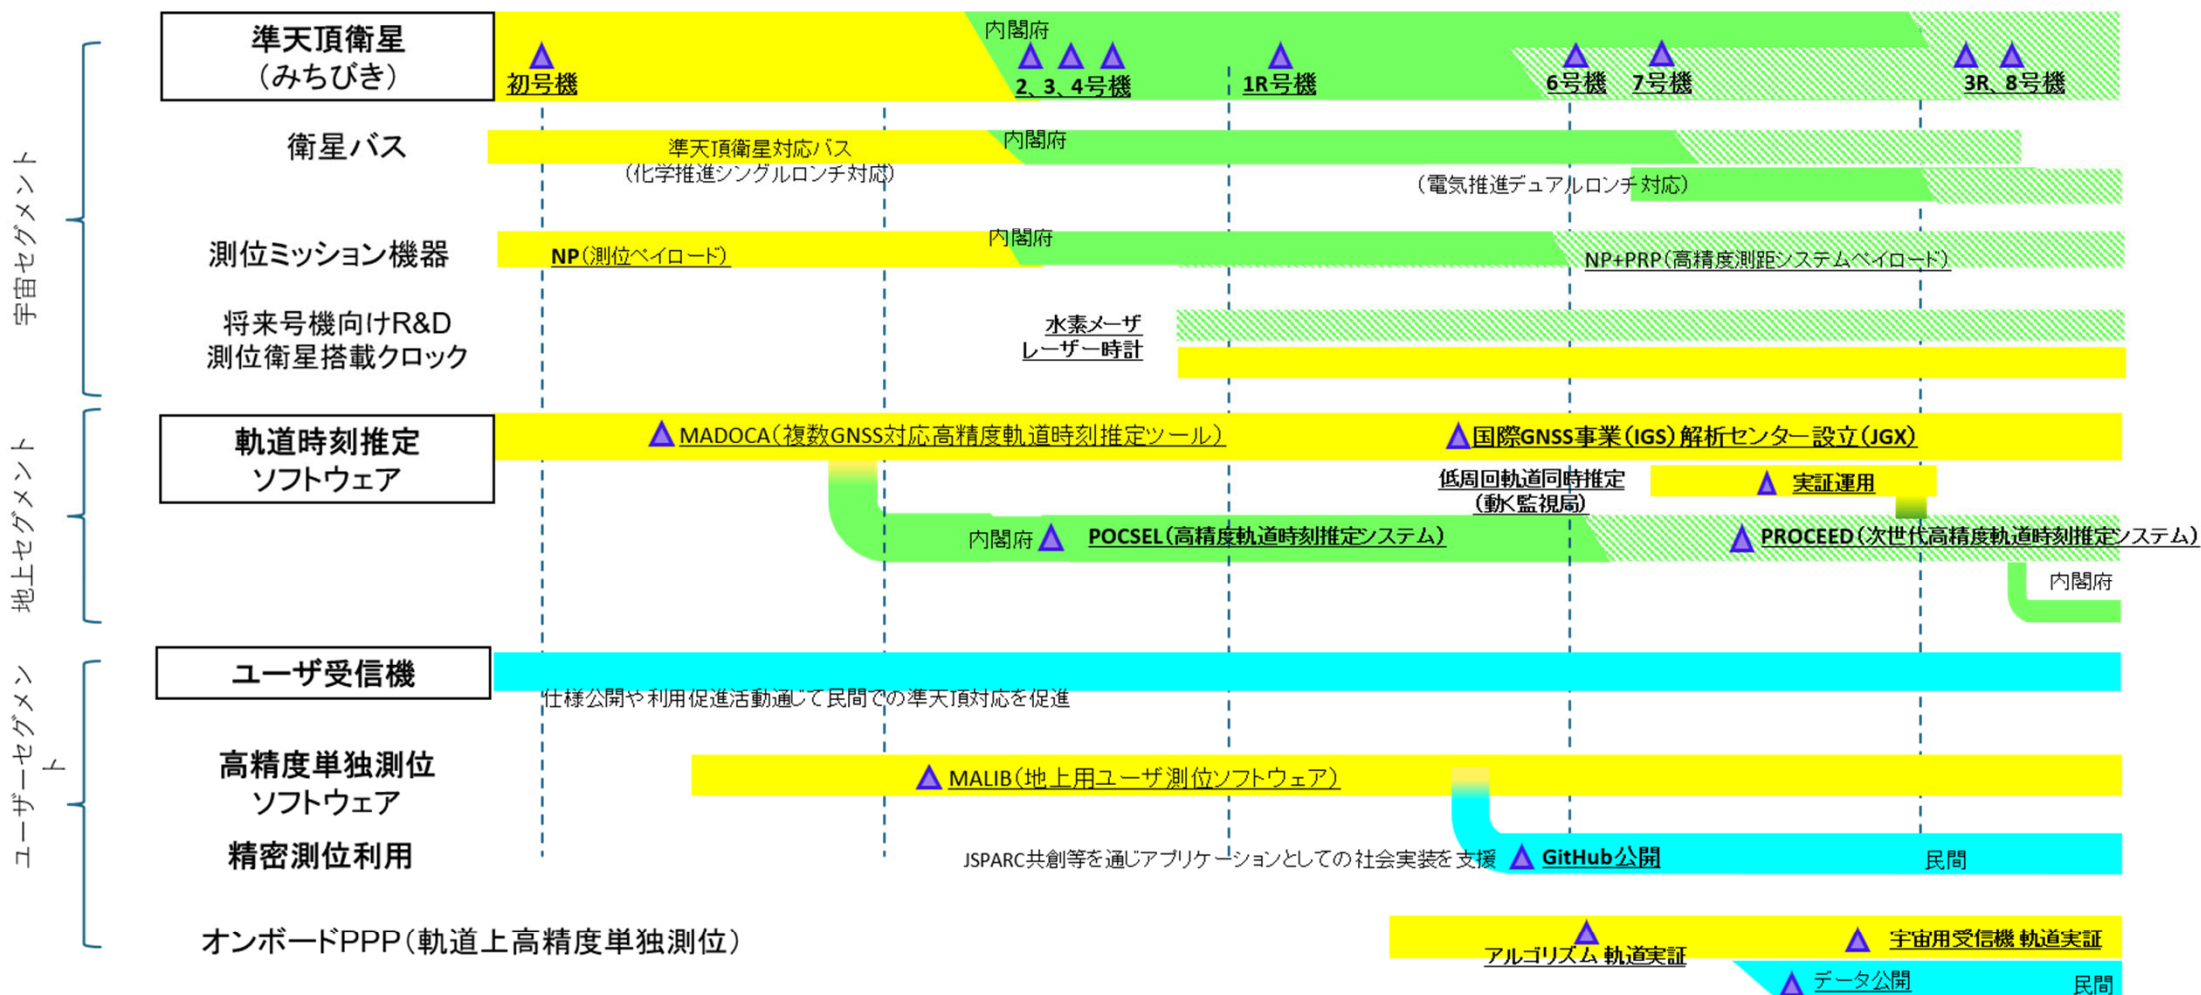 宇宙セグメント
準天頂衛星
(みちびき)
内閣府
初号機
2、3、4号機
1R号機
6号機
7号機
3R、8号機
衛星バス
準天頂衛星対応バス
(化学推進シングルロンチ対応)
内閣府
(電気推進デュアルロンチ対応)
測位ミッション機器
NP(測位ペイロード)
内閣府
NP+PRP(高精度測距システムペイロード)
将来号機向けR&D
測位衛星搭載クロック
水素メーザ
レーザー時計
地上セグメント
軌道時刻推定
ソフトウェア
MADOCA(複数GNSS対応高精度軌道時刻推定ツール)
国際GNSS事業(IGS)解析センター設立(JGX)
低周回軌道同時推定
(動く監視局)
実証運用
内閣府
POCSEL(高精度軌道時刻推定システム)
PROCEED(次世代高精度軌道時刻推定システム)
内閣府
ユーザーセグメン
ト
ユーザ受信機
仕様公開や利用促進活動通じて民間での準天頂対応を促進
高精度単独測位
ソフトウェア
MALIB(地上用ユーザ測位ソフトウェア)
精密測位利用
JSPARC共創等を通じアプリケーションとしての社会実装を支援
GitHub公開
民間
オンボードPPP(軌道上高精度単独測位)
アルゴリズム 軌道実証
宇宙用受信機 軌道実証
データ公開
民間